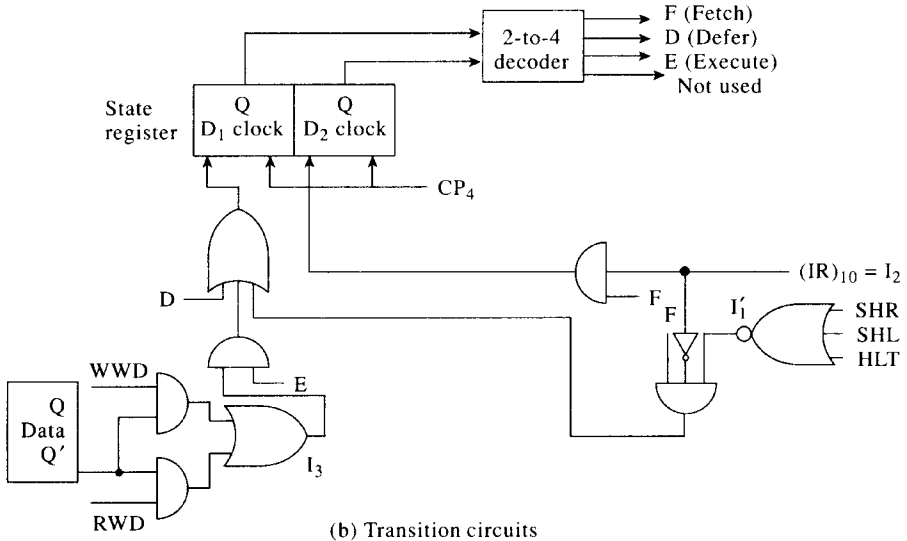 F (Fetch)
2-to-4
decoder
D (Defer)
E (Execute)
Not used
State
register
Q
D₁ clock
Q
D₂ clock
CP₄
(IR)₁₀ = I₂
D
F
F
I′₁
SHR
SHL
HLT
WWD
E
Q
Data
Q′
I₃
RWD
(b) Transition circuits